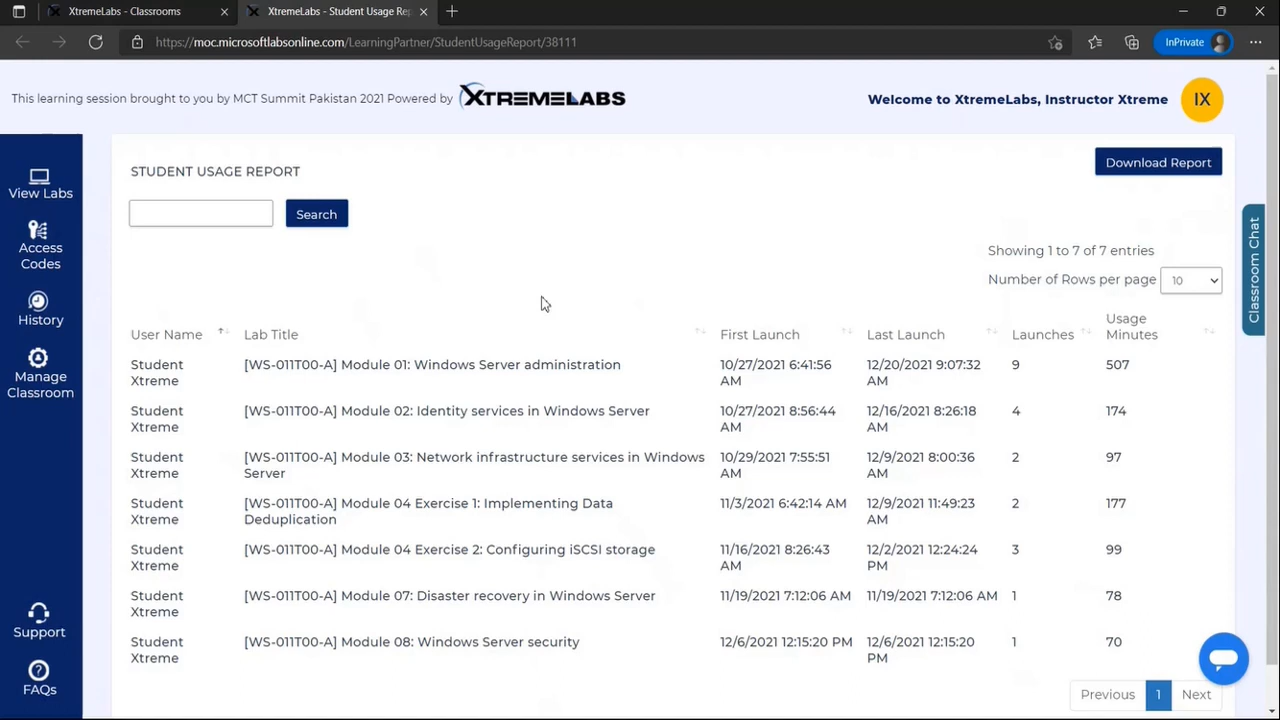 XtremeLabs - Classrooms
XtremeLabs - Student Usage Rep
https://moc.microsoftlabsonline.com/LearningPartner/StudentUsageReport/38111
InPrivate
This learning session brought to you by MCT Summit Pakistan 2021 Powered by XTREMELABS
Welcome to XtremeLabs, Instructor Xtreme
IX
View Labs
Access
Codes
History
Manage
Classroom
Support
FAQs
STUDENT USAGE REPORT
Download Report
Search
Showing 1 to 7 of 7 entries
Number of Rows per page 10
Classroom Chat
User Name Lab Title First Launch Last Launch Launches Usage Minutes
Student Xtreme [WS-011T00-A] Module 01: Windows Server administration 10/27/2021 6:41:56 AM 12/20/2021 9:07:32 AM 9 507
Student Xtreme [WS-011T00-A] Module 02: Identity services in Windows Server 10/27/2021 8:56:44 AM 12/16/2021 8:26:18 AM 4 174
Student Xtreme [WS-011T00-A] Module 03: Network infrastructure services in Windows Server 10/29/2021 7:55:51 AM 12/9/2021 8:00:36 AM 2 97
Student Xtreme [WS-011T00-A] Module 04 Exercise 1: Implementing Data Deduplication 11/3/2021 6:42:14 AM 12/9/2021 11:49:23 AM 2 177
Student Xtreme [WS-011T00-A] Module 04 Exercise 2: Configuring iSCSI storage 11/16/2021 8:26:43 AM 12/2/2021 12:24:24 PM 3 99
Student Xtreme [WS-011T00-A] Module 07: Disaster recovery in Windows Server 11/19/2021 7:12:06 AM 11/19/2021 7:12:06 AM 1 78
Student Xtreme [WS-011T00-A] Module 08: Windows Server security 12/6/2021 12:15:20 PM 12/6/2021 12:15:20 PM 1 70
Previous 1 Next